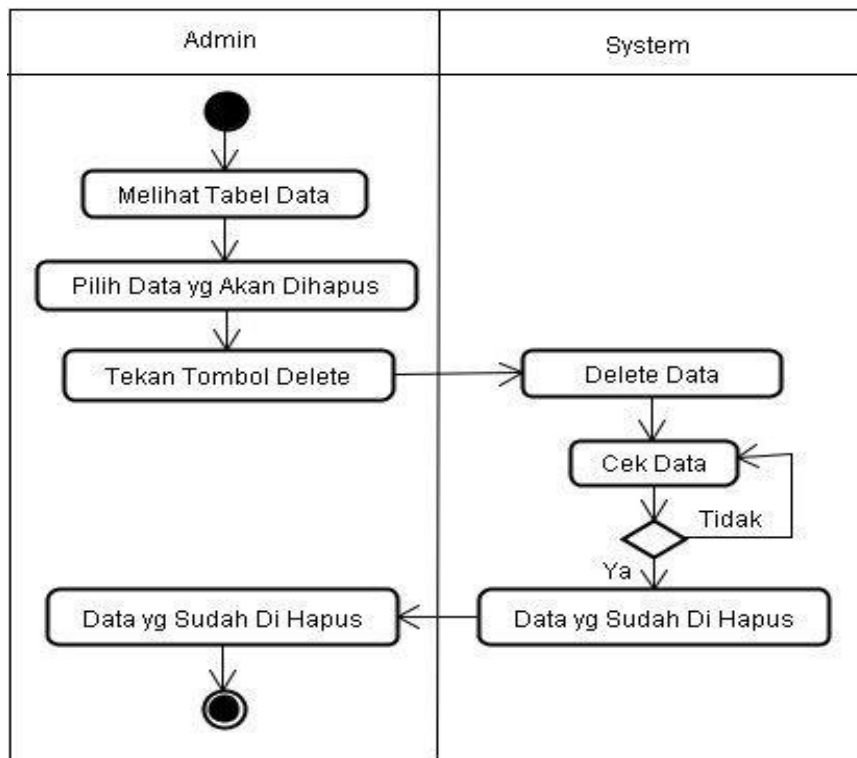 Admin
System
Melihat Tabel Data
Pilih Data yg Akan Dihapus
Tekan Tombol Delete
Delete Data
Cek Data
Tidak
Ya
Data yg Sudah Di Hapus
Data yg Sudah Di Hapus